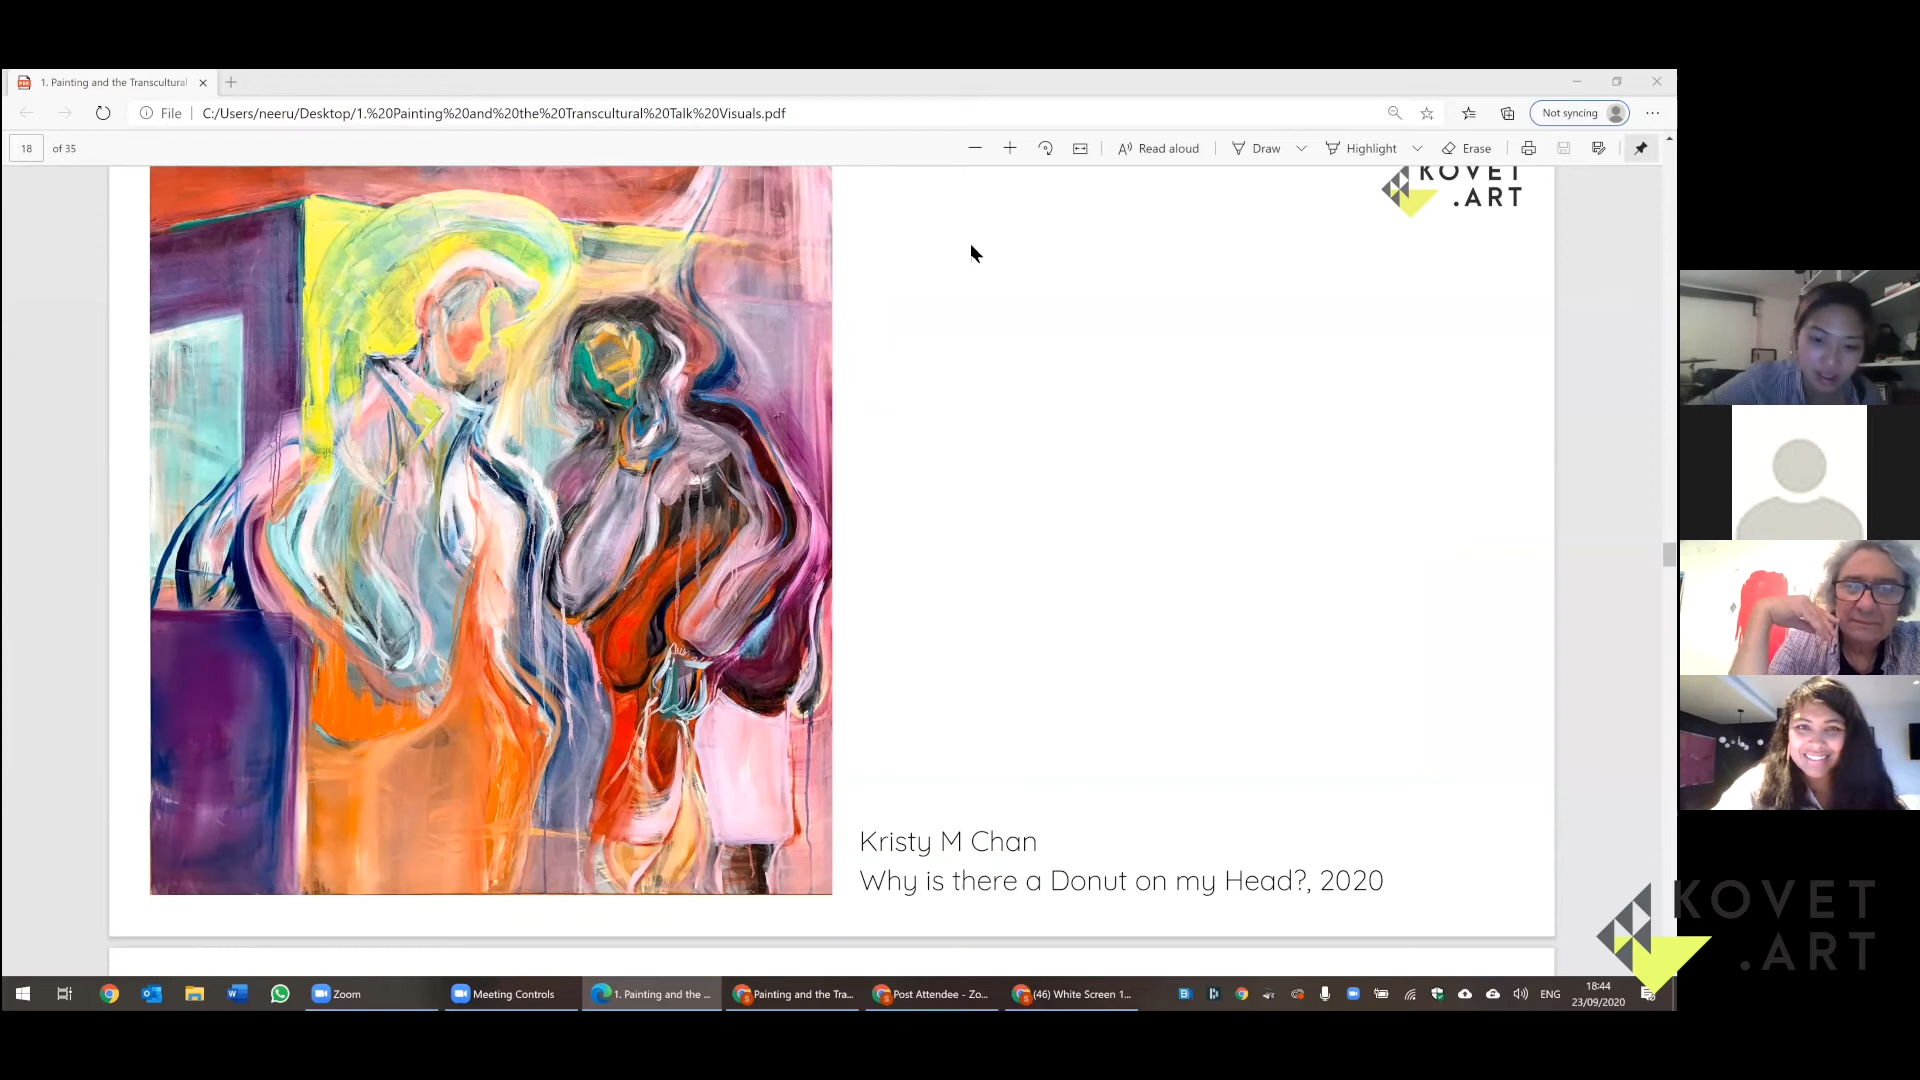 1. Painting and the Transcultural
File
C:/Users/neeru/Desktop/1.%20Painting%20and%20the%20Transcultural%20Talk%20Visuals.pdf
Not syncing
18 of 35
Read aloud
Draw
Highlight
Erase
KOVET
.ART
Kristy M Chan
Why is there a Donut on my Head?, 2020
KOVET
.ART
Zoom
Meeting Controls
1. Painting and the ...
Painting and the Tra...
Post Attendee - Zo...
(46) White Screen 1...
ENG
18:44
23/09/2020